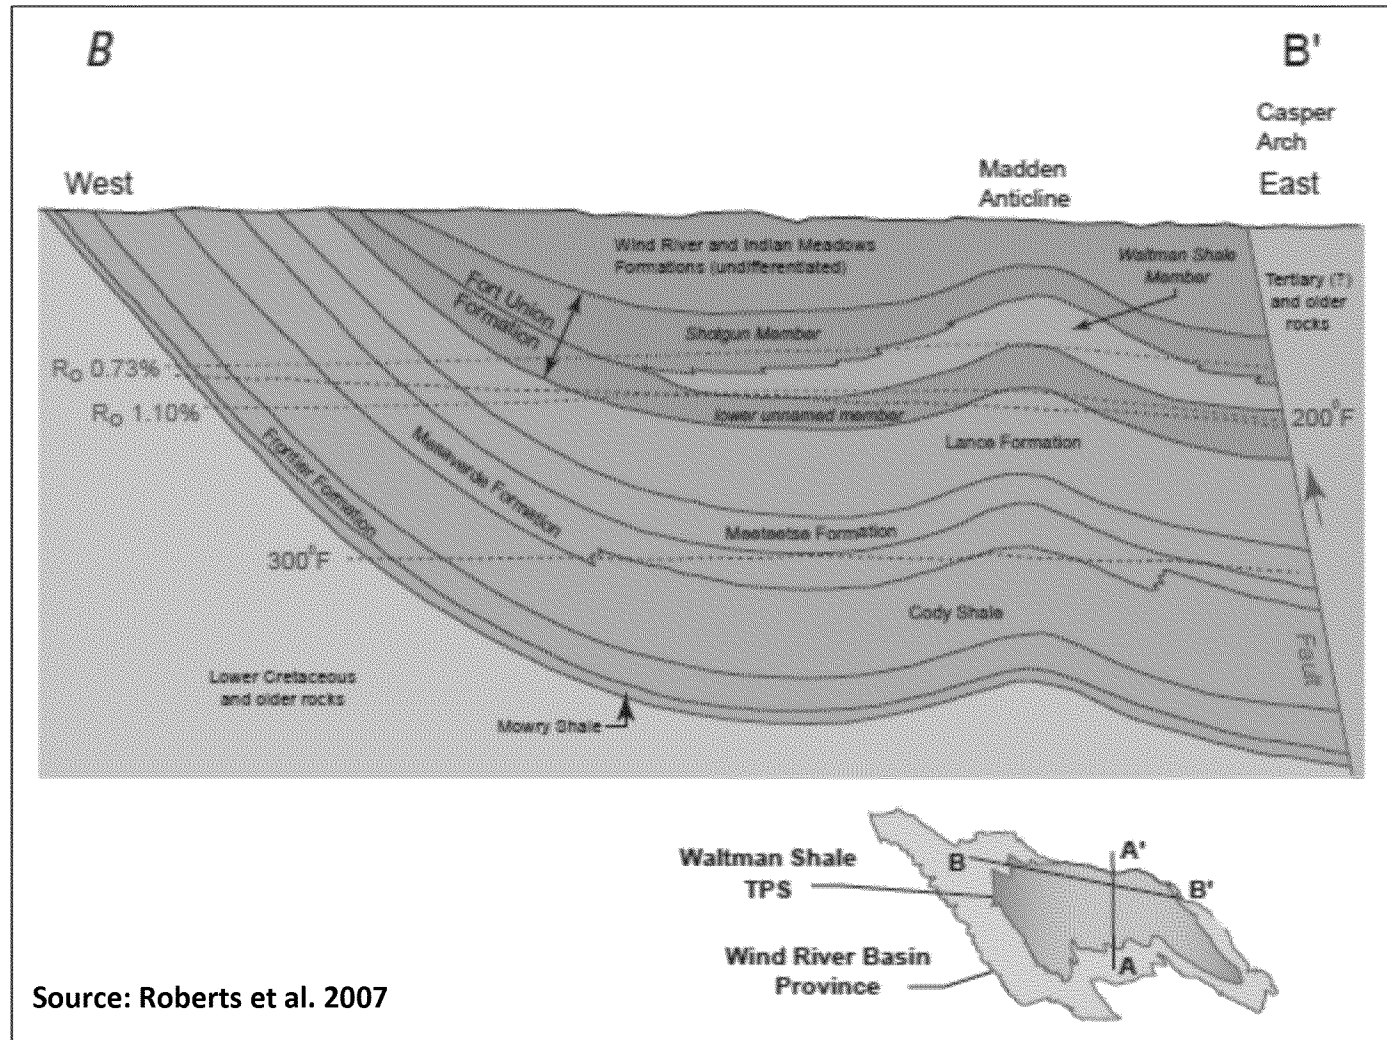 B
B'
Casper
Arch
West
Madden
Anticline
East
Wind River and Indian Meadows
Formations (undifferentiated)
Waltman Shale
Member
Tertiary (?)
and older
rocks
Fort Union
Formation
Shotgun Member
Ro 0.73%
Ro 1.10%
lower unnamed member
200°F
Lance Formation
Frontier Formation
Mesaverde Formation
Meeteetse Formation
300°F
Cody Shale
Fault
Lower Cretaceous
and older rocks
Mowry Shale
Waltman Shale
TPS
B
A'
B'
Wind River Basin
Province
A
Source: Roberts et al. 2007